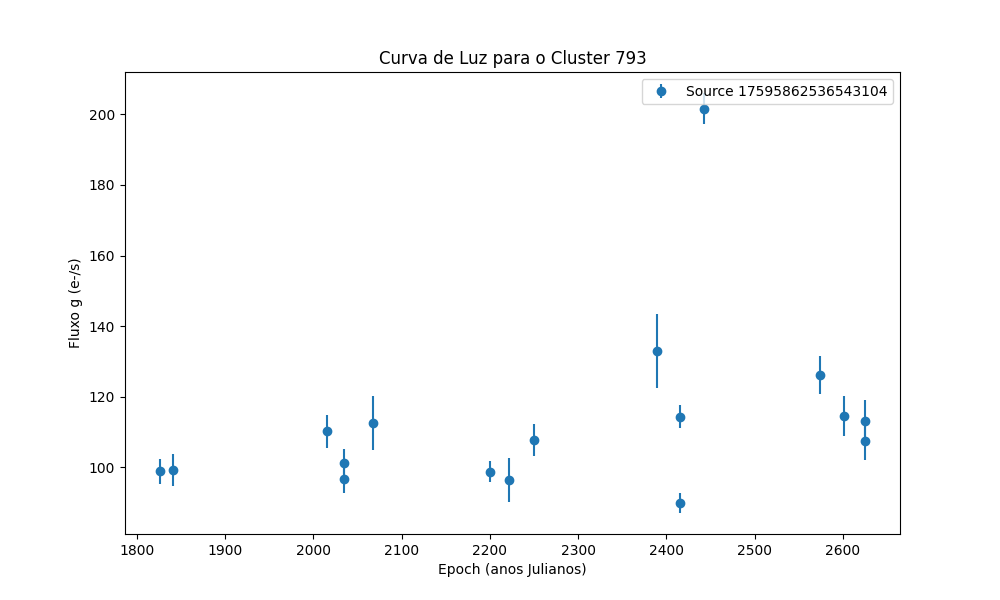 Curva de Luz para o Cluster 793
Source 17595862536543104
Fluxo g (e-/s)
200
180
160
140
120
100
1800 1900 2000 2100 2200 2300 2400 2500 2600
Epoch (anos Julianos)